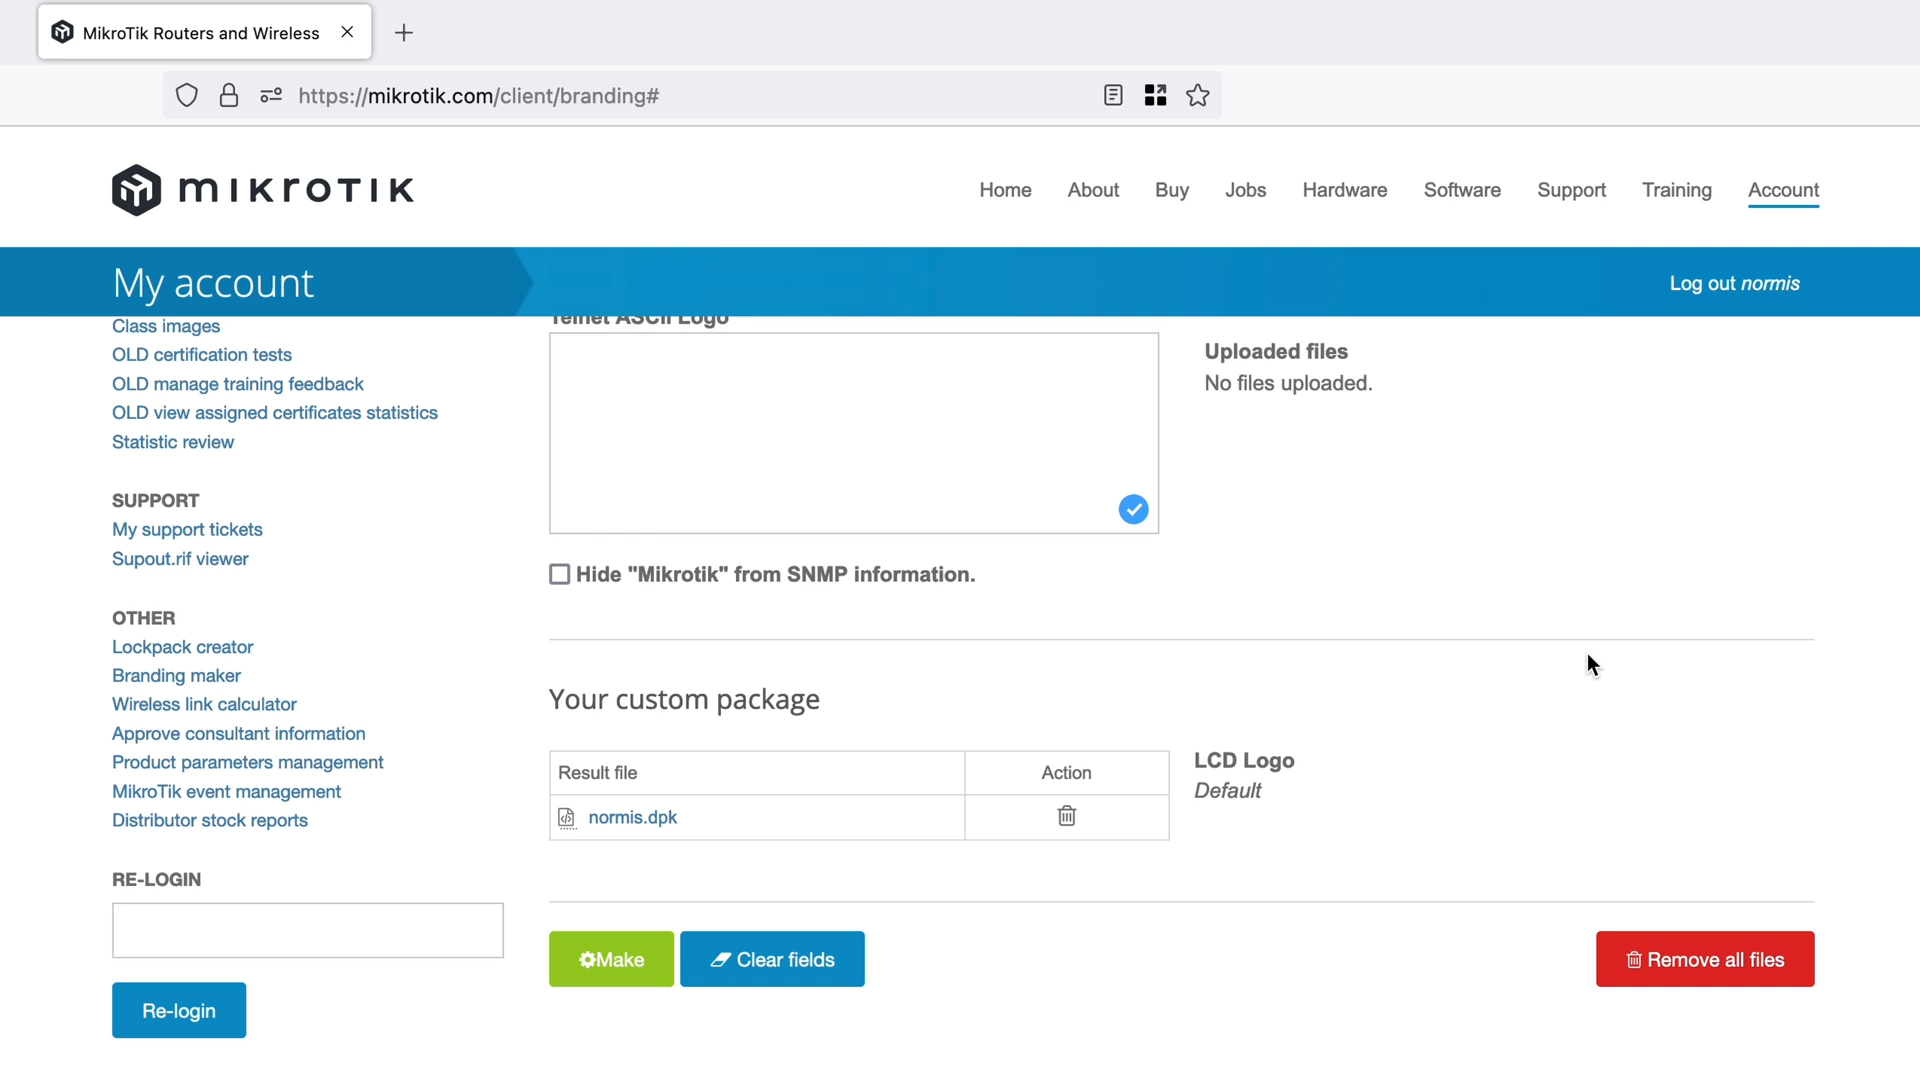 MikroTik Routers and Wireless
https://mikrotik.com/client/branding#
mikrotik
Home About Buy Jobs Hardware Software Support Training Account
My account
Log out normis
Class images
OLD certification tests
OLD manage training feedback
OLD view assigned certificates statistics
Statistic review
SUPPORT
My support tickets
Supout.rif viewer
OTHER
Lockpack creator
Branding maker
Wireless link calculator
Approve consultant information
Product parameters management
MikroTik event management
Distributor stock reports
RE-LOGIN
Re-login
Telnet ASCII Logo
Uploaded files
No files uploaded.
Hide "Mikrotik" from SNMP information.
Your custom package
Result file Action
normis.dpk
LCD Logo
Default
Make
Clear fields
Remove all files